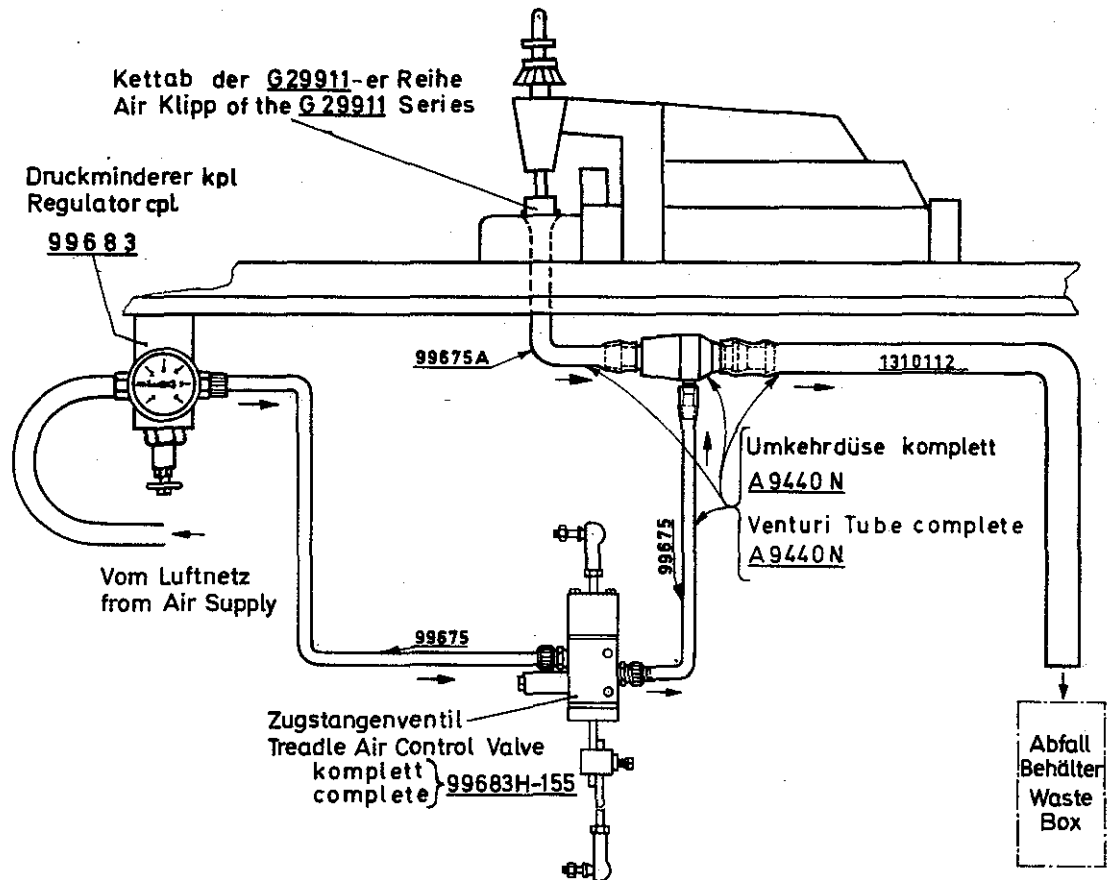 Kettab der G29911-er Reihe
Air Klipp of the G29911 Series
Druckminderer kpl
Regulator cpl
99683
99675A
1310112
Umkehrdüse komplett
A9440N
Venturi Tube complete
A9440N
99675
Vom Luftnetz
from Air Supply
99675
Zugstangenventil
Treadle Air Control Valve
komplett
complete
99683H-155
Abfall
Behälter
Waste
Box